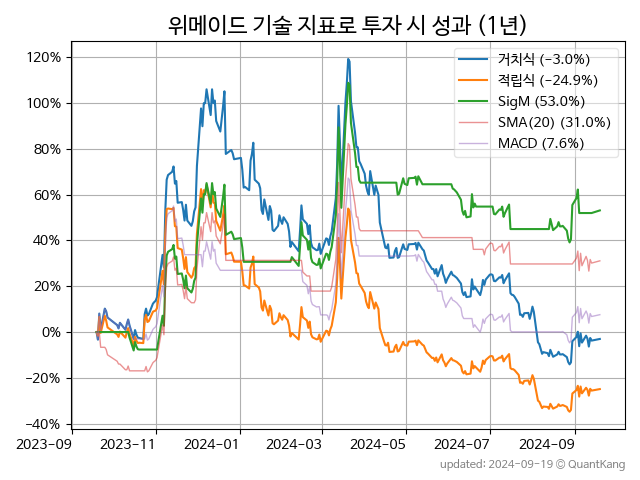 위메이드 기술 지표로 투자 시 성과 (1년)
120%
100%
80%
60%
40%
20%
0%
−20%
−40%
거치식 (−3.0%)
적립식 (−24.9%)
SigM (53.0%)
SMA(20) (31.0%)
MACD (7.6%)
2023-09
2023-11
2024-01
2024-03
2024-05
2024-07
2024-09
updated: 2024-09-19 © QuantKang